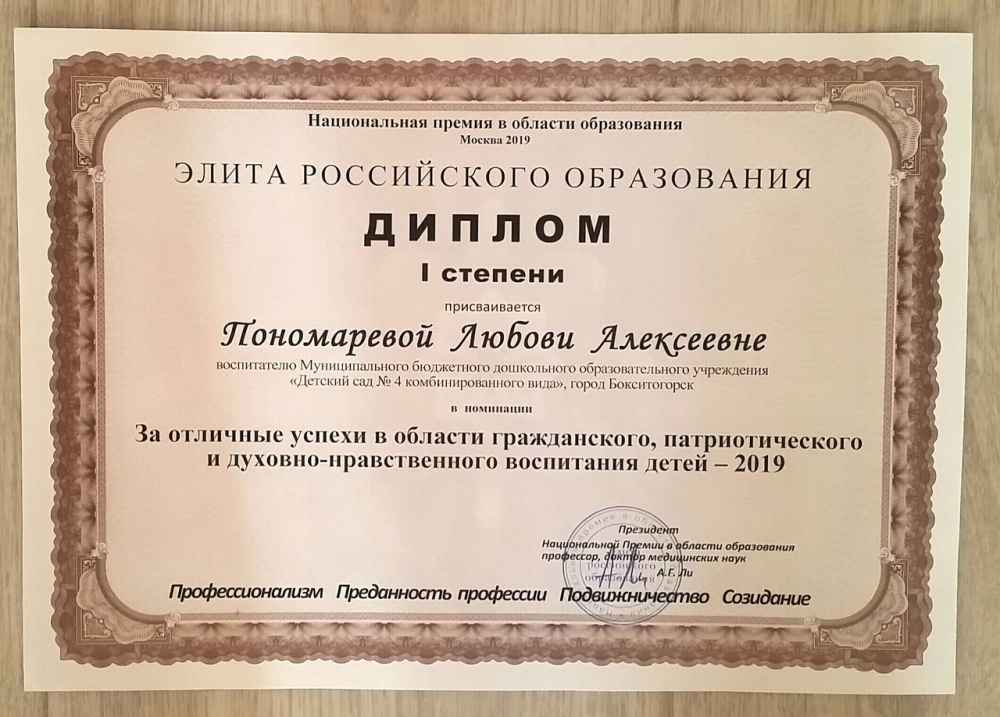 Национальная премия в области образования
Москва 2019
ЭЛИТА РОССИЙСКОГО ОБРАЗОВАНИЯ
ДИПЛОМ
I степени
присваивается
Пономаревой Любови Алексеевне
воспитателю Муниципального бюджетного дошкольного образовательного учреждения
«Детский сад № 4 комбинированного вида», город Бокситогорск
в номинации
За отличные успехи в области гражданского, патриотического
и духовно-нравственного воспитания детей – 2019
Президент
Национальной Премии в области образования
профессор, доктор медицинских наук
А.Г. Ли
Профессионализм Преданность профессии Подвижничество Созидание